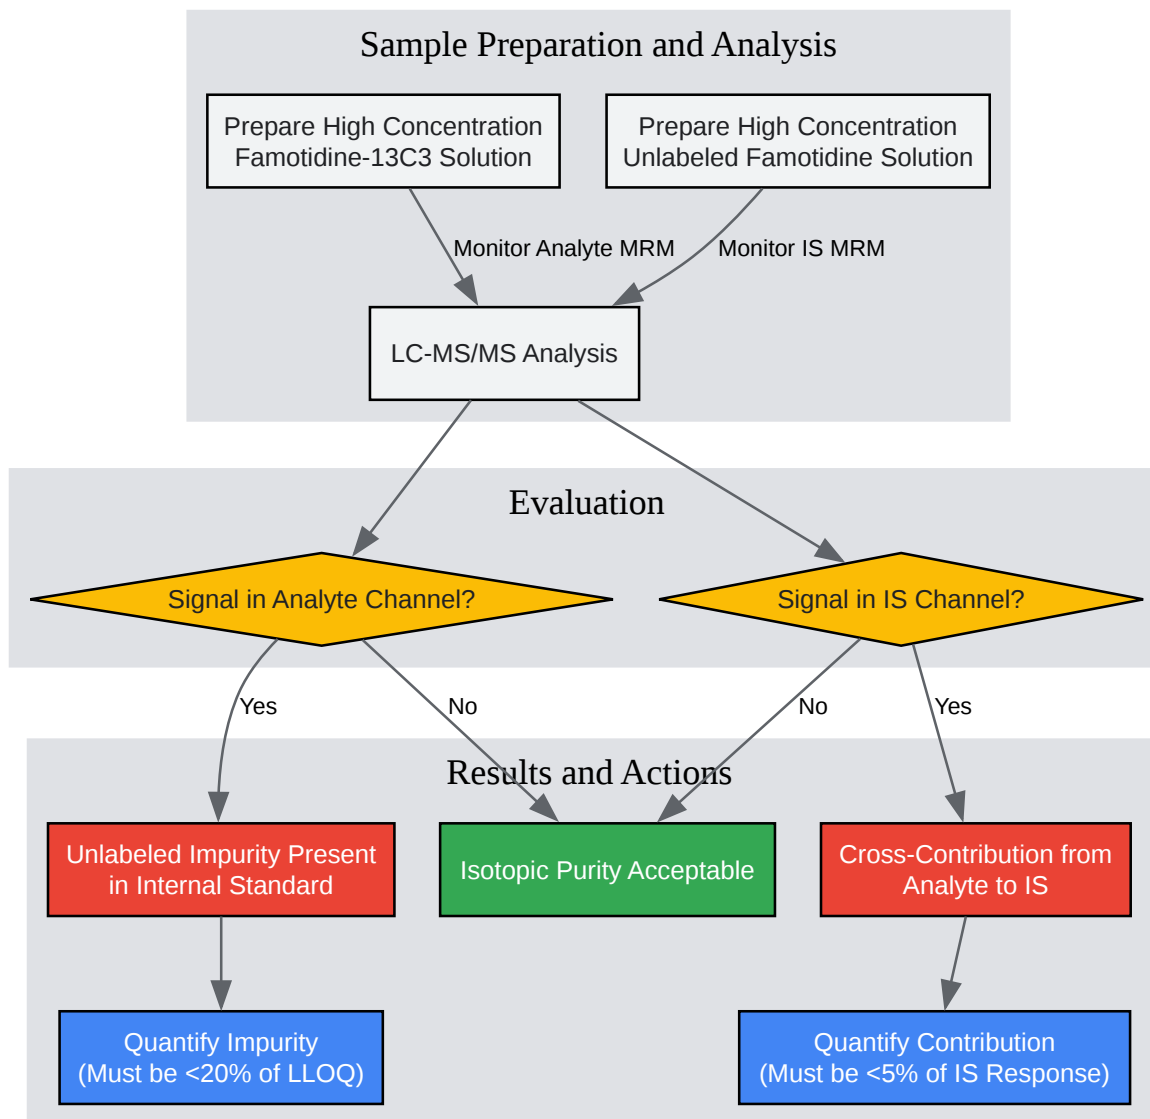 Sample Preparation and Analysis
Prepare High Concentration
Famotidine-13C3 Solution
Prepare High Concentration
Unlabeled Famotidine Solution
Monitor Analyte MRM
Monitor IS MRM
LC-MS/MS Analysis
Evaluation
Signal in Analyte Channel?
Signal in IS Channel?
Yes
No
No
Yes
Results and Actions
Unlabeled Impurity Present
in Internal Standard
Isotopic Purity Acceptable
Cross-Contribution from
Analyte to IS
Quantify Impurity
(Must be <20% of LLOQ)
Quantify Contribution
(Must be <5% of IS Response)